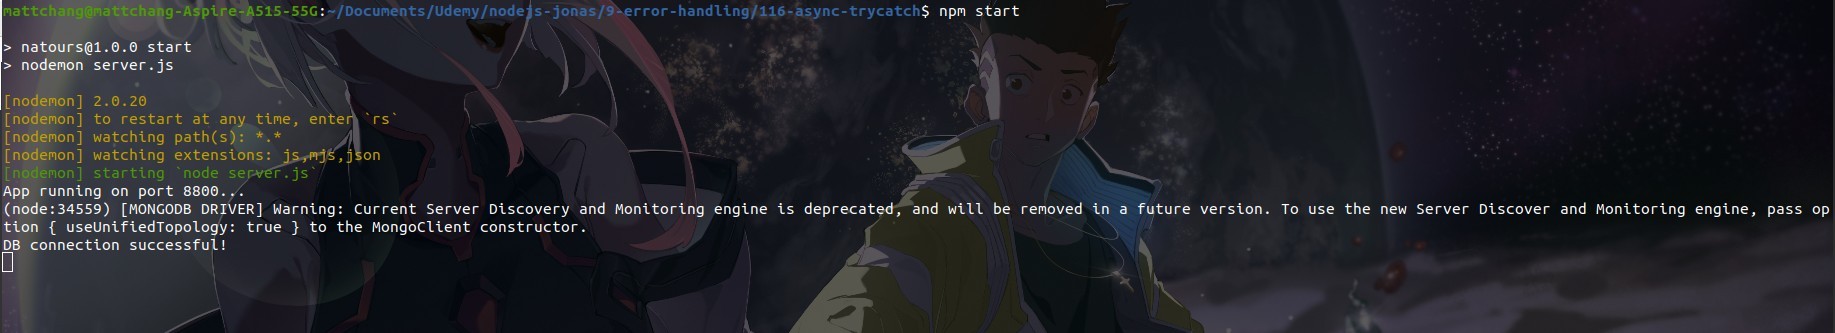 mattchang@mattchang-Aspire-A515-55G:~/Documents/Udemy/nodejs-jonas/9-error-handling/116-async-trycatch$ npm start
> natours@1.0.0 start
> nodemon server.js
[nodemon] 2.0.20
[nodemon] to restart at any time, enter `rs`
[nodemon] watching path(s): *.*
[nodemon] watching extensions: js,mjs,json
[nodemon] starting `node server.js`
App running on port 8800...
(node:34559) [MONGODB DRIVER] Warning: Current Server Discovery and Monitoring engine is deprecated, and will be removed in a future version. To use the new Server Discover and Monitoring engine, pass op
tion { useUnifiedTopology: true } to the MongoClient constructor.
DB connection successful!